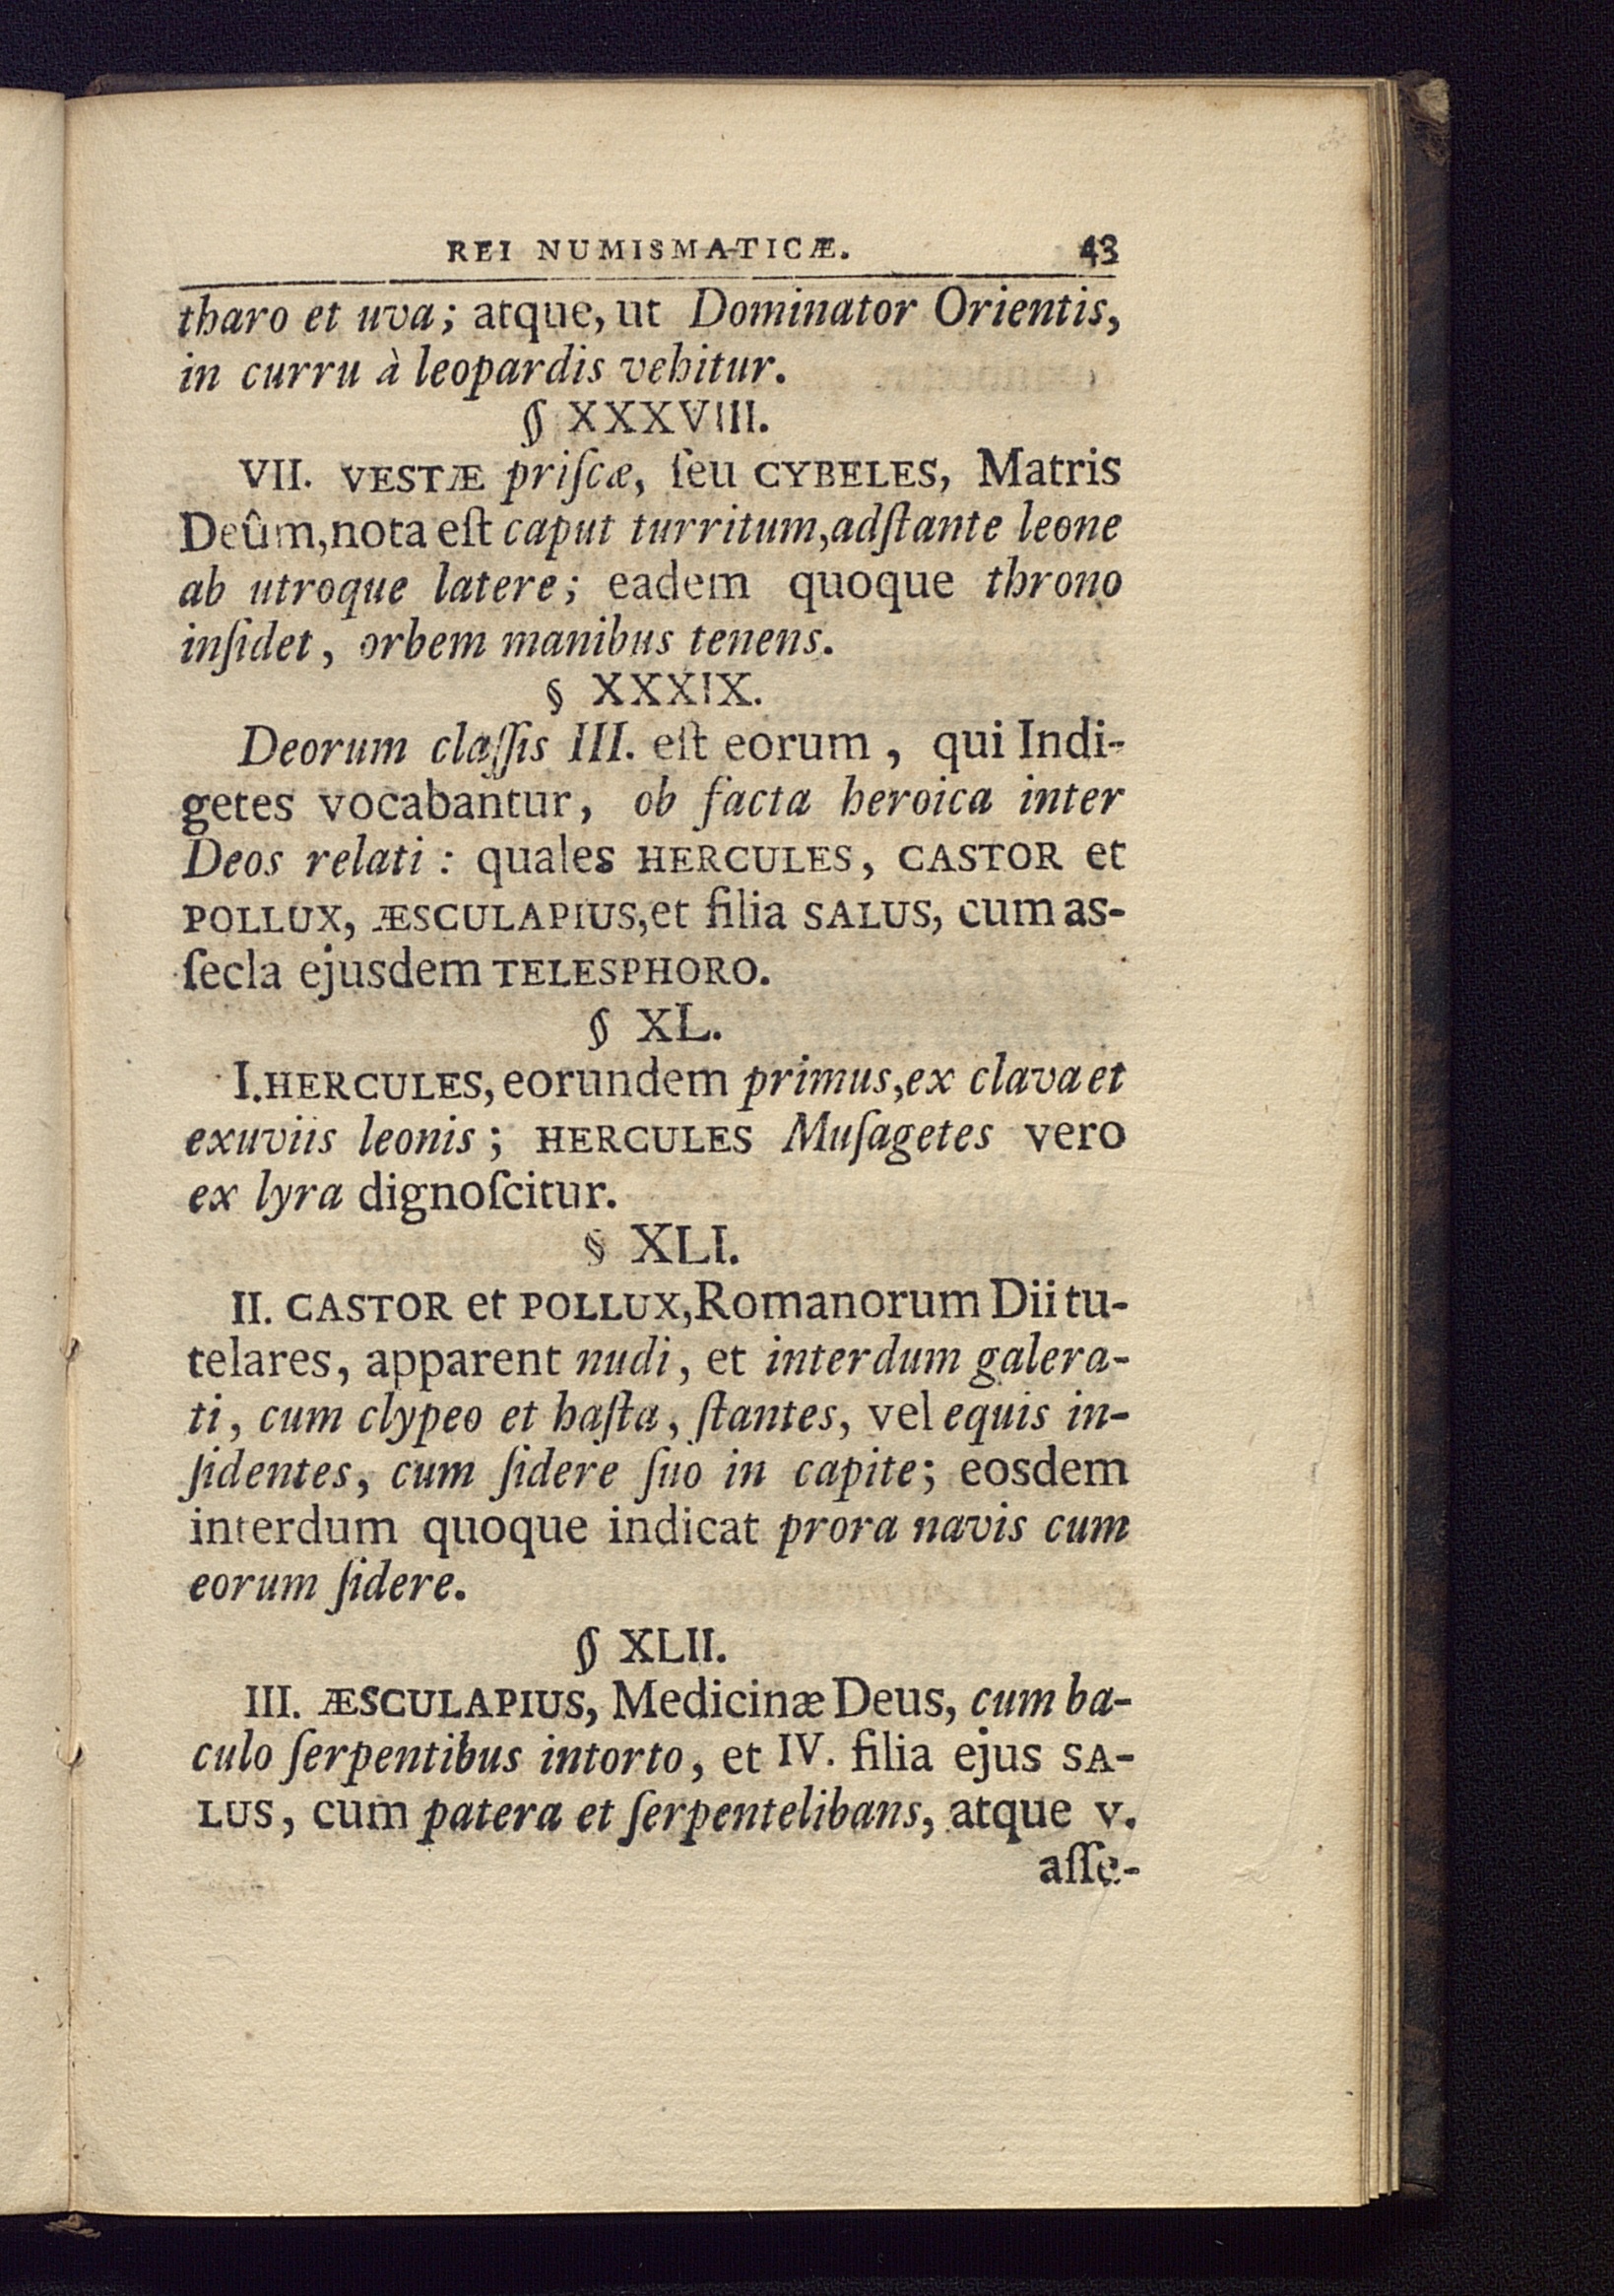 REI NUMISMATICÆ. 43
tharo et uva; atque, ut Dominator Orientis,
in curru à leopardis vehitur.
§ XXXVIII.
VII. VESTÆ priſcæ, ſeu CYBELES, Matris
Deûm, nota eſt caput turritum, adſtante leone
ab utroque latere; eadem quoque throno
inſidet, orbem manibus tenens.
§ XXXIX.
Deorum claſſis III. eſt eorum, qui Indi-
getes vocabantur, ob facta heroica inter
Deos relati: quales HERCULES, CASTOR et
POLLUX, ÆSCULAPIUS, et filia SALUS, cum as-
ſecla ejusdem TELESPHORO.
§ XL.
I. HERCULES, eorundem primus, ex clava et
exuviis leonis; HERCULES Muſagetes vero
ex lyra dignoſcitur.
§ XLI.
II. CASTOR et POLLUX, Romanorum Dii tu-
telares, apparent nudi, et interdum galera-
ti, cum clypeo et haſta, ſtantes, vel equis in-
ſidentes, cum ſidere ſuo in capite; eosdem
interdum quoque indicat prora navis cum
eorum ſidere.
§ XLII.
III. ÆSCULAPIUS, Medicinæ Deus, cum ba-
culo ſerpentibus intorto, et IV. filia ejus SA-
LUS, cum patera et ſerpentelibans, atque V.
aſſe-